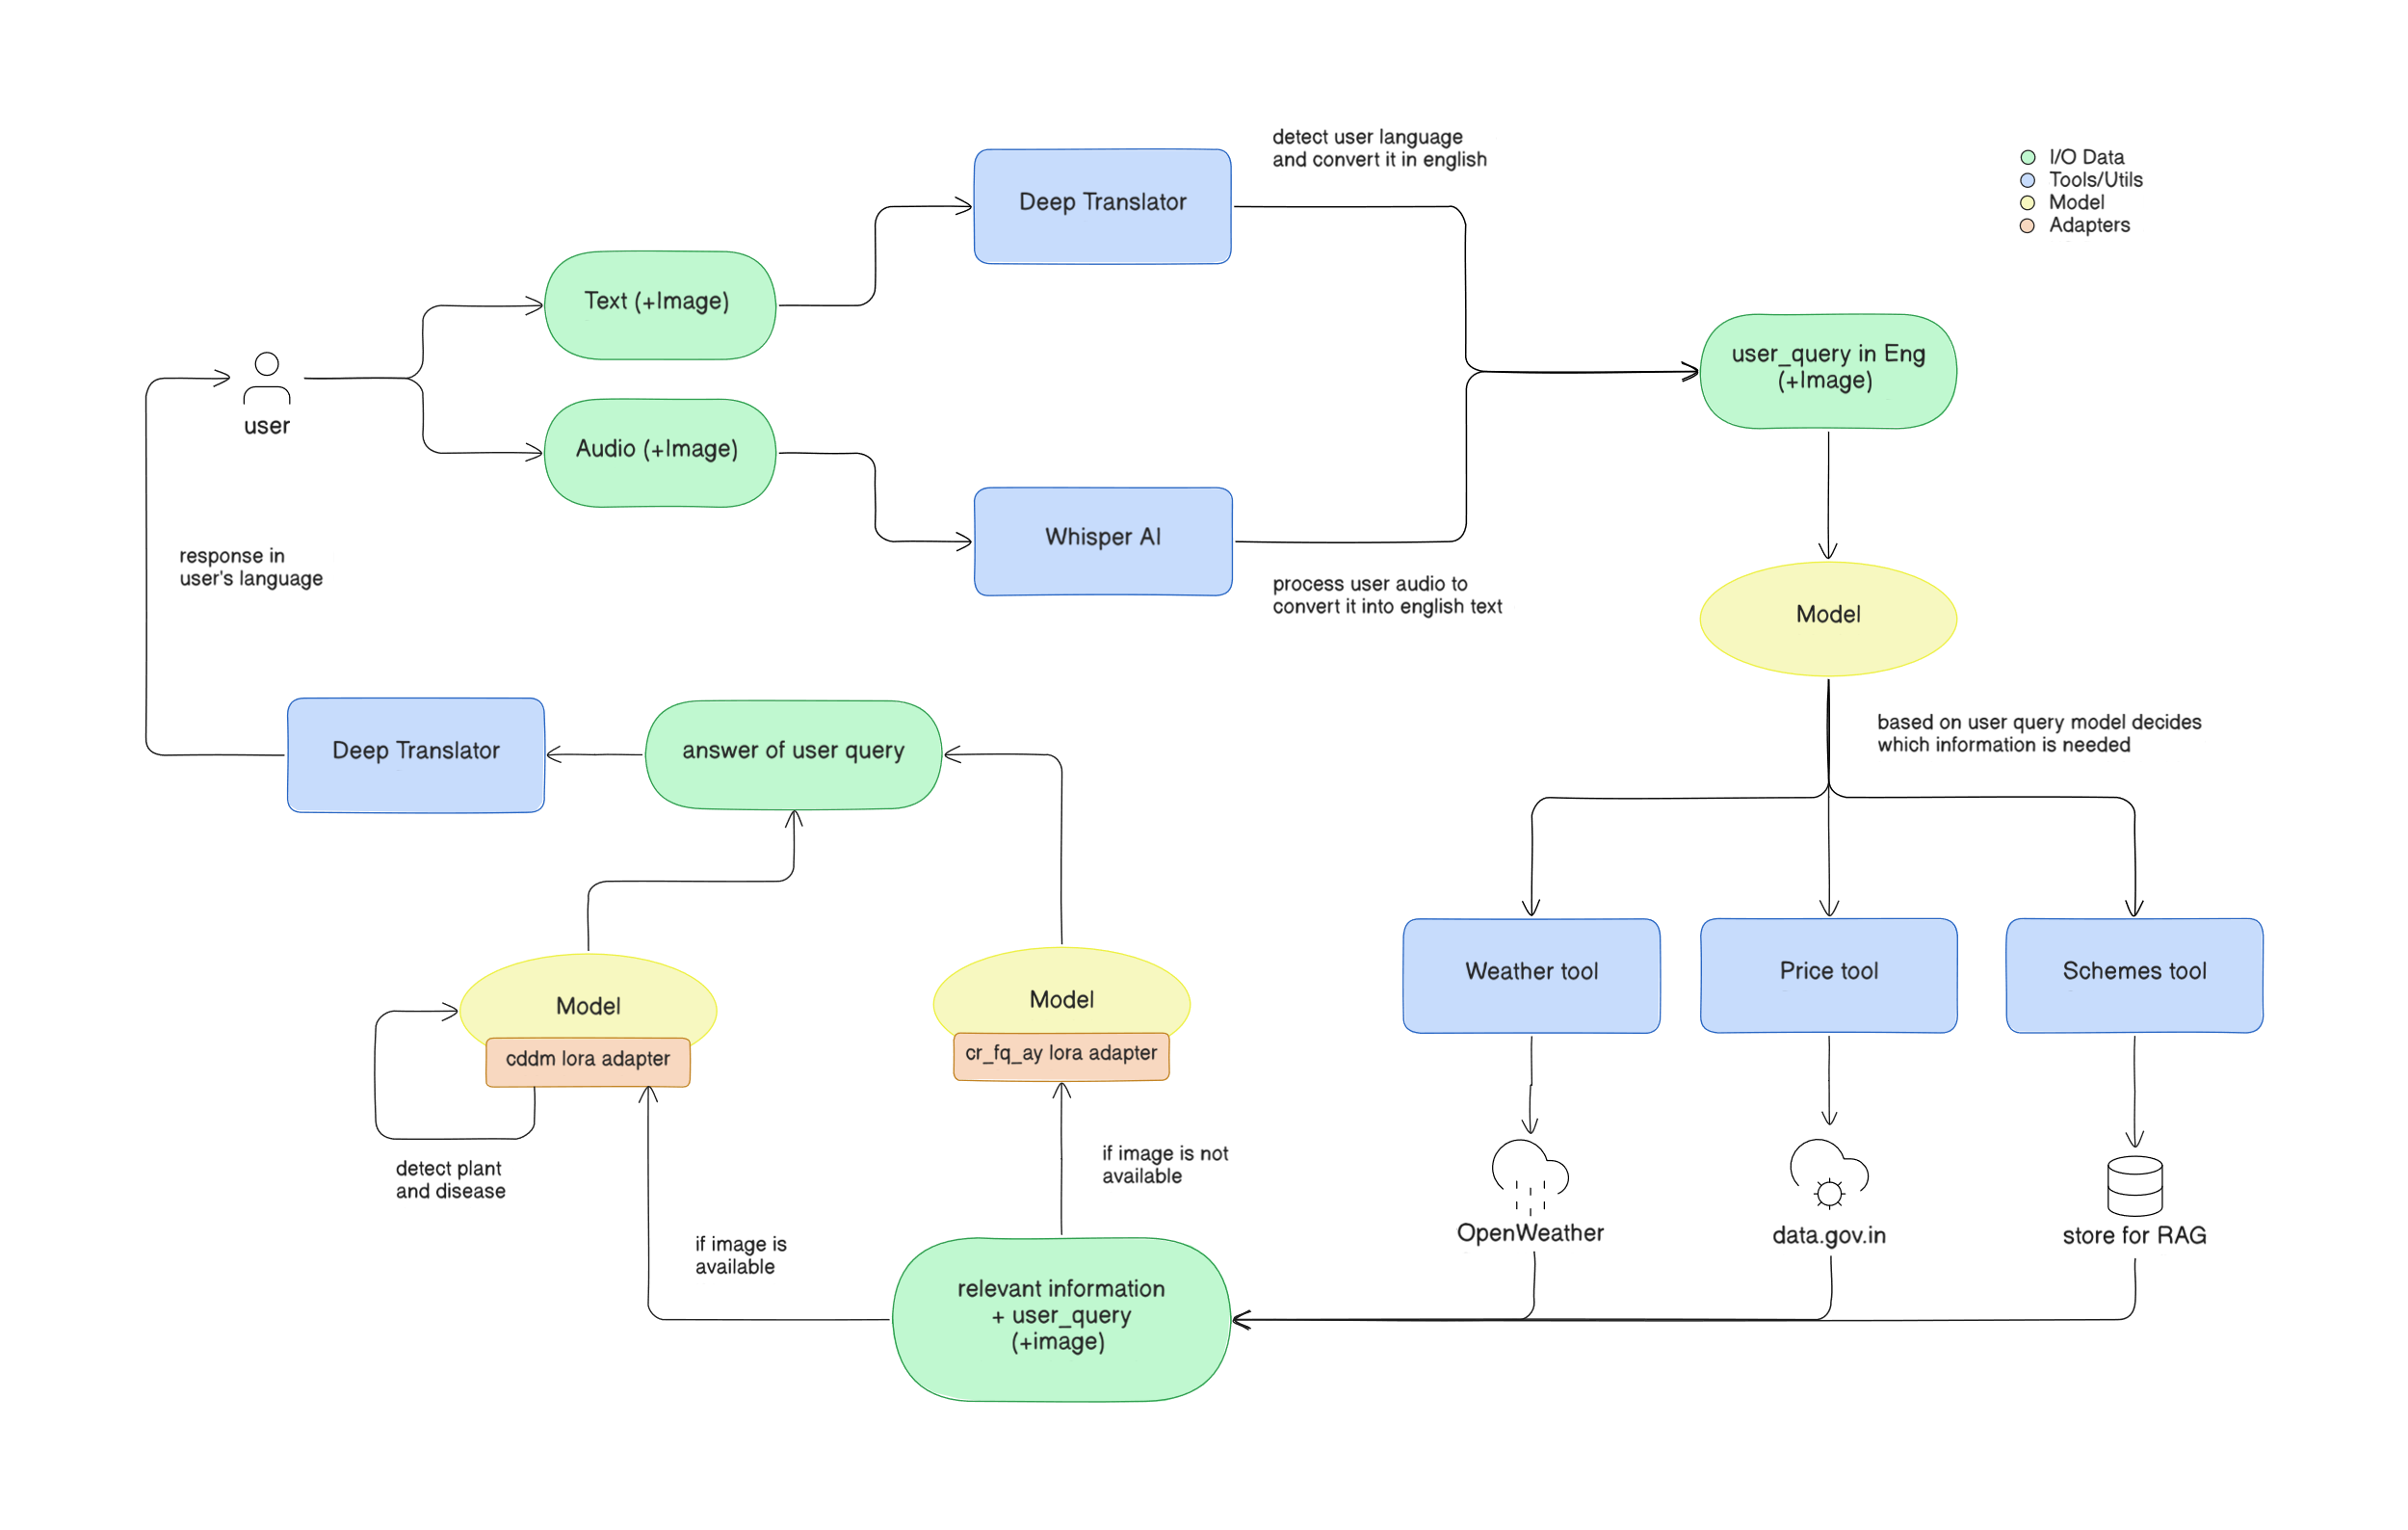 detect user language
and convert it in english
I/O Data
Tools/Utils
Model
Adapters
Deep Translator
Text (+Image)
user_query in Eng
(+Image)
user
Audio (+Image)
Whisper AI
process user audio to
convert it into english text
response in
user's language
Model
based on user query model decides
which information is needed
Deep Translator
answer of user query
Weather tool
Price tool
Schemes tool
Model
cddm lora adapter
Model
cr_fq_ay lora adapter
detect plant
and disease
if image is not
available
if image is
available
OpenWeather
data.gov.in
store for RAG
relevant information
+ user_query
(+image)